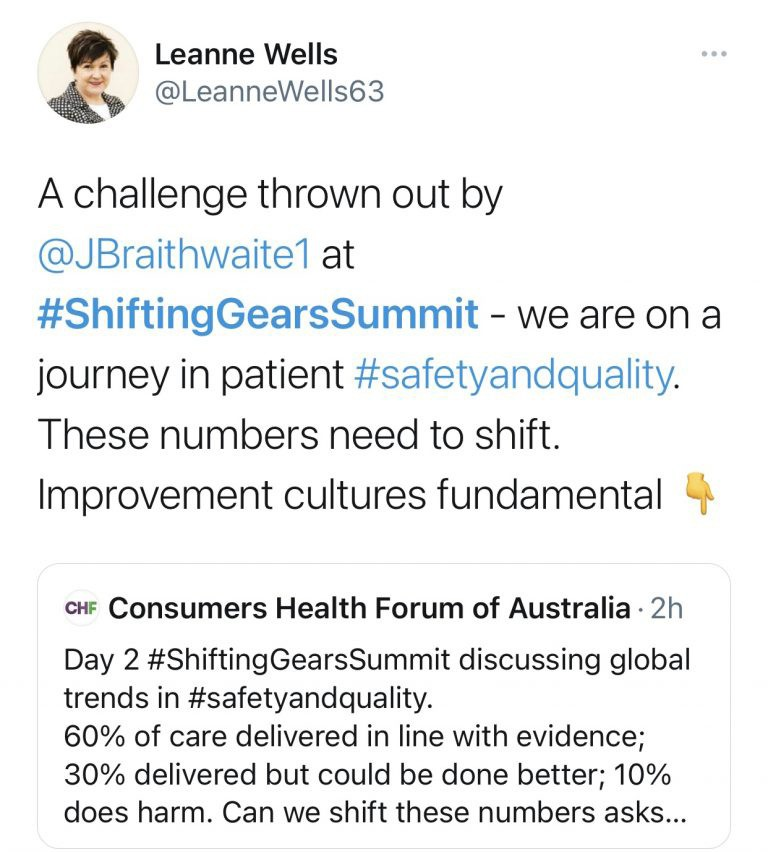 Leanne Wells
@LeanneWells63
A challenge thrown out by
@JBraithwaite1 at
#ShiftingGearsSummit - we are on a
journey in patient #safetyandquality.
These numbers need to shift.
Improvement cultures fundamental 👇
CHF Consumers Health Forum of Australia · 2h
Day 2 #ShiftingGearsSummit discussing global
trends in #safetyandquality.
60% of care delivered in line with evidence;
30% delivered but could be done better; 10%
does harm. Can we shift these numbers asks...